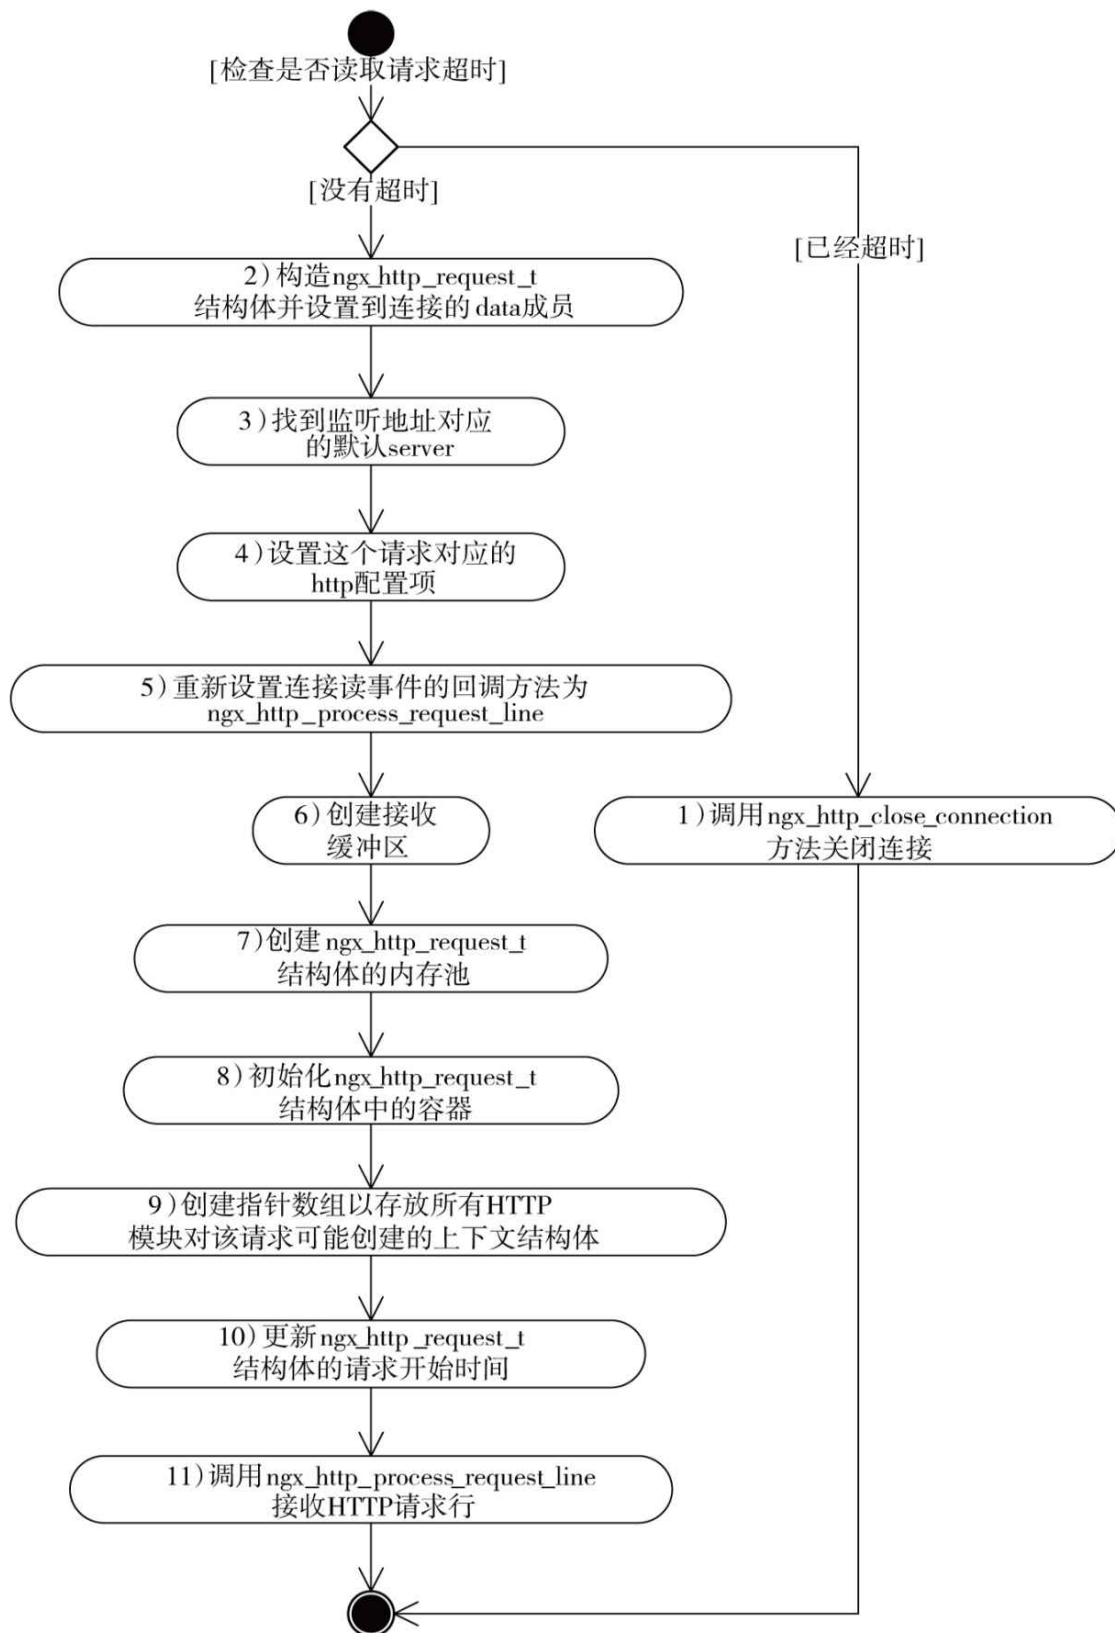 [检查是否读取请求超时]
[没有超时]
[已经超时]
2）构造ngx_http_request_t
结构体并设置到连接的data成员
3）找到监听地址对应
的默认server
4）设置这个请求对应的
http配置项
5）重新设置连接读事件的回调方法为
ngx_http_process_request_line
6）创建接收
缓冲区
1）调用ngx_http_close_connection
方法关闭连接
7）创建ngx_http_request_t
结构体的内存池
8）初始化ngx_http_request_t
结构体中的容器
9）创建指针数组以存放所有HTTP
模块对该请求可能创建的上下文结构体
10）更新ngx_http_request_t
结构体的请求开始时间
11）调用ngx_http_process_request_line
接收HTTP请求行